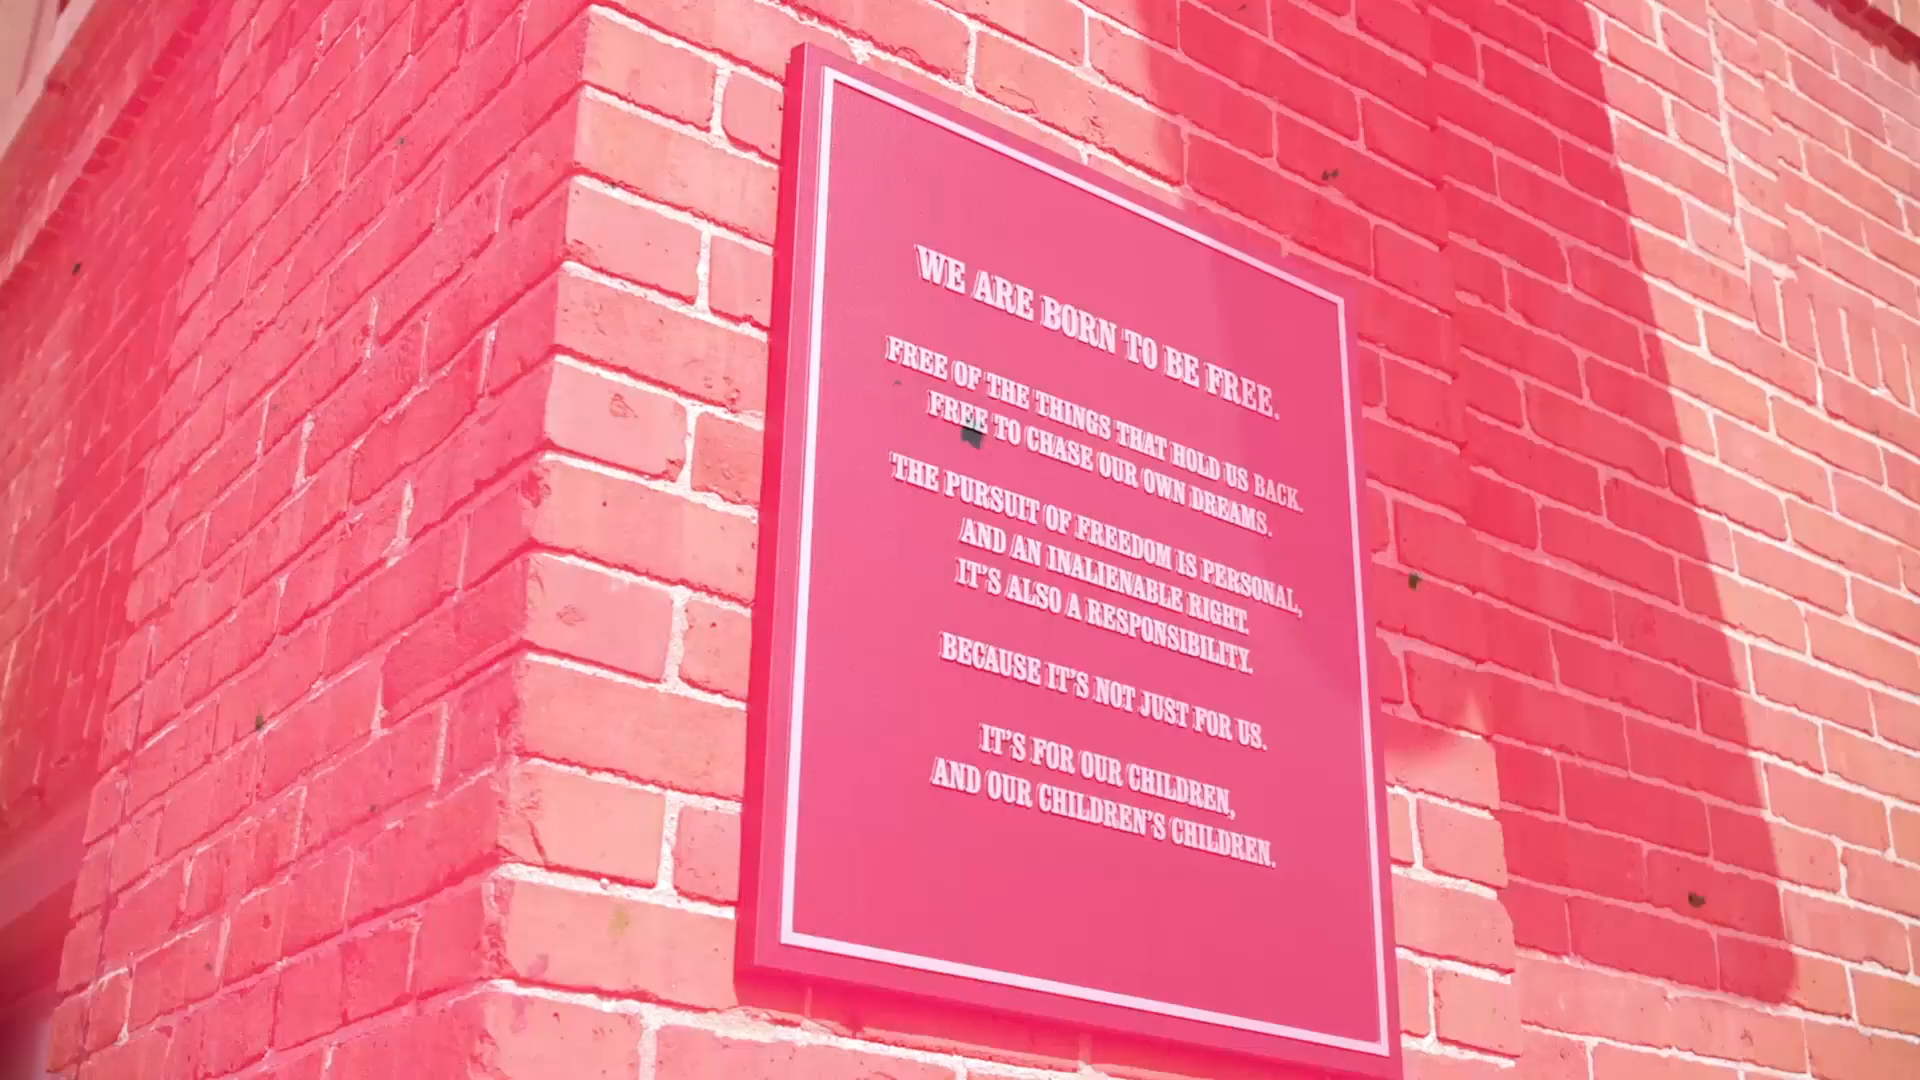 WE ARE BORN TO BE FREE.
FREE OF THE THINGS THAT HOLD US BACK.
FREE TO CHASE OUR OWN DREAMS.
THE PURSUIT OF FREEDOM IS PERSONAL,
AND AN INALIENABLE RIGHT.
IT'S ALSO A RESPONSIBILITY.
BECAUSE IT'S NOT JUST FOR US.
IT'S FOR OUR CHILDREN,
AND OUR CHILDREN'S CHILDREN.